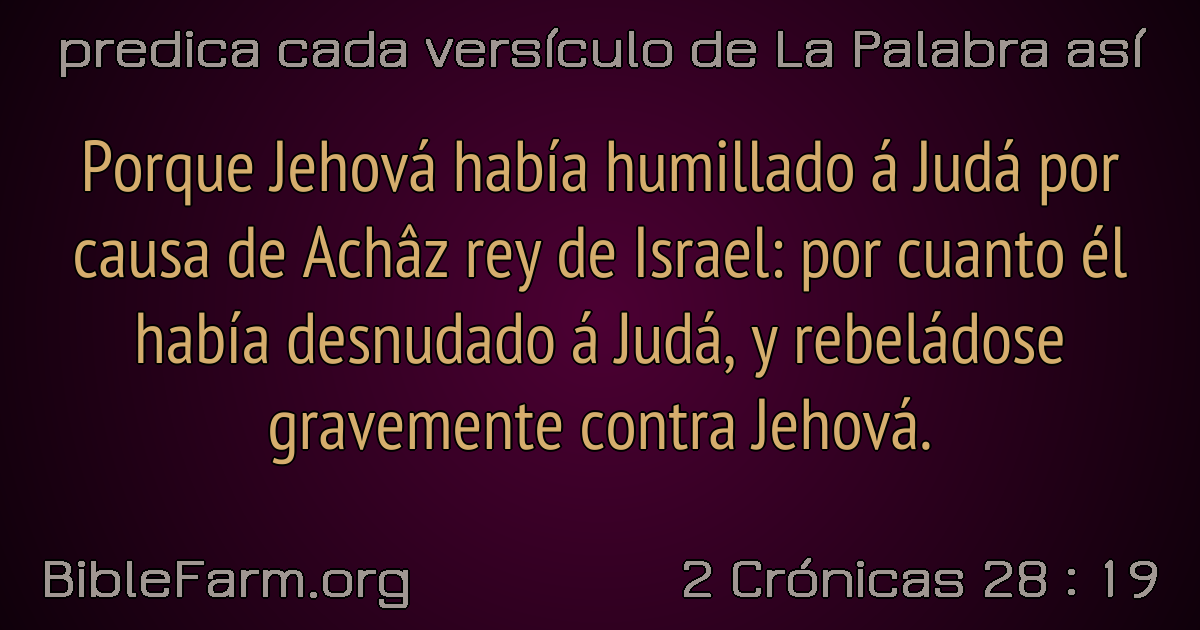 predica cada versículo de La Palabra así
Porque Jehová había humillado á Judá por
causa de Achâz rey de Israel: por cuanto él
había desnudado á Judá, y rebeládose
gravemente contra Jehová.
BibleFarm.org
2 Crónicas 28 : 19